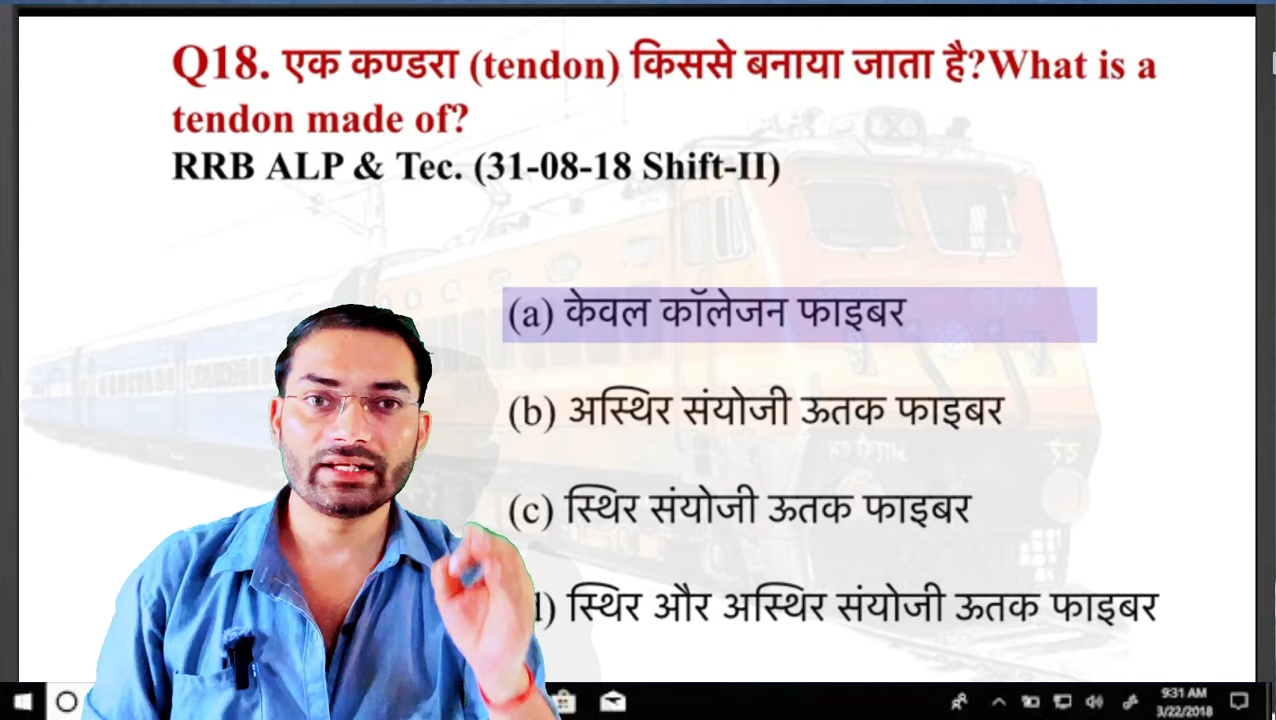 Q18. एक कण्डरा (tendon) किससे बनाया जाता है?What is a
tendon made of?
RRB ALP & Tec. (31-08-18 Shift-II)
(a) केवल कॉलेजन फाइबर
(b) अस्थिर संयोजी ऊतक फाइबर
(c) स्थिर संयोजी ऊतक फाइबर
) स्थिर और अस्थिर संयोजी ऊतक फाइबर
9:31 AM
3/22/2018